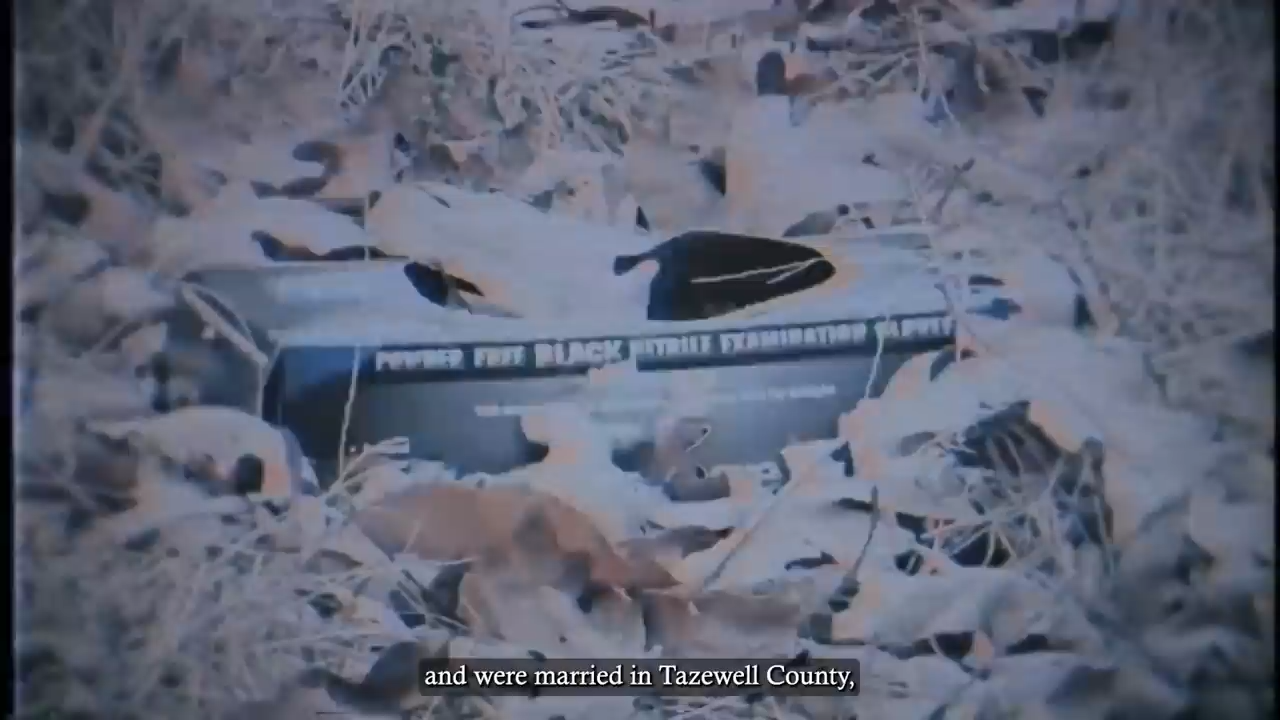 POWDER FREE BLACK NITRILE EXAMINATION GLOVES
and were married in Tazewell County,